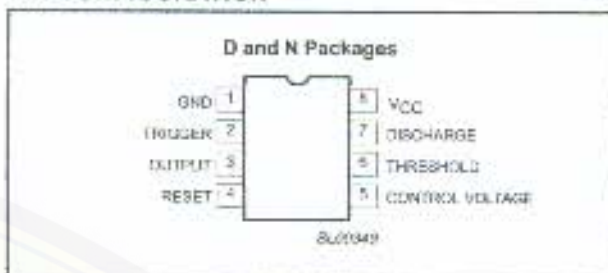 D and N Packages
GND 1
TRIGGER 2
OUTPUT 3
RESET 4
8 VCC
7 DISCHARGE
6 THRESHOLD
5 CONTROL VOLTAGE
SL00349